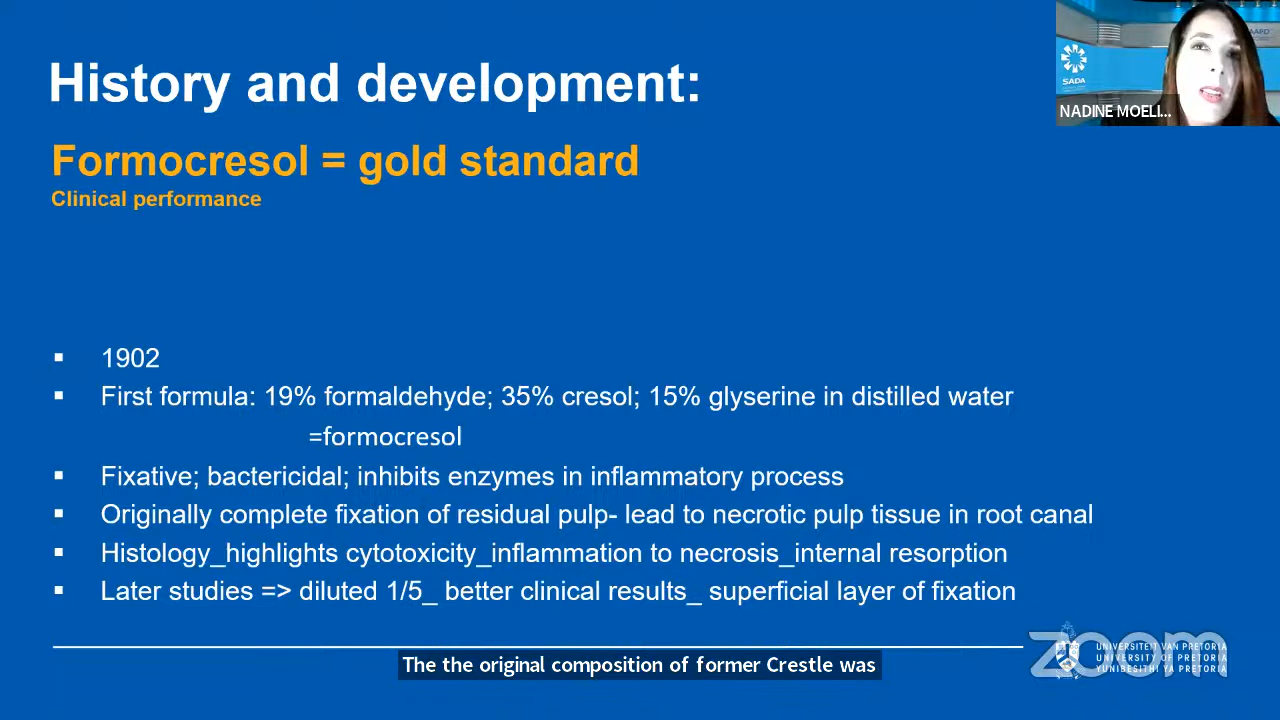 History and development:
Formocresol = gold standard
Clinical performance
SADA
NADINE MOELI...
▪ 1902
▪ First formula: 19% formaldehyde; 35% cresol; 15% glyserine in distilled water
=formocresol
▪ Fixative; bactericidal; inhibits enzymes in inflammatory process
▪ Originally complete fixation of residual pulp- lead to necrotic pulp tissue in root canal
▪ Histology_highlights cytotoxicity_inflammation to necrosis_internal resorption
▪ Later studies => diluted 1/5_ better clinical results_ superficial layer of fixation
The the original composition of former Crestle was
zoom
UNIVERSITEIT VAN PRETORIA
UNIVERSITY OF PRETORIA
YUNIBESITHI YA PRETORIA